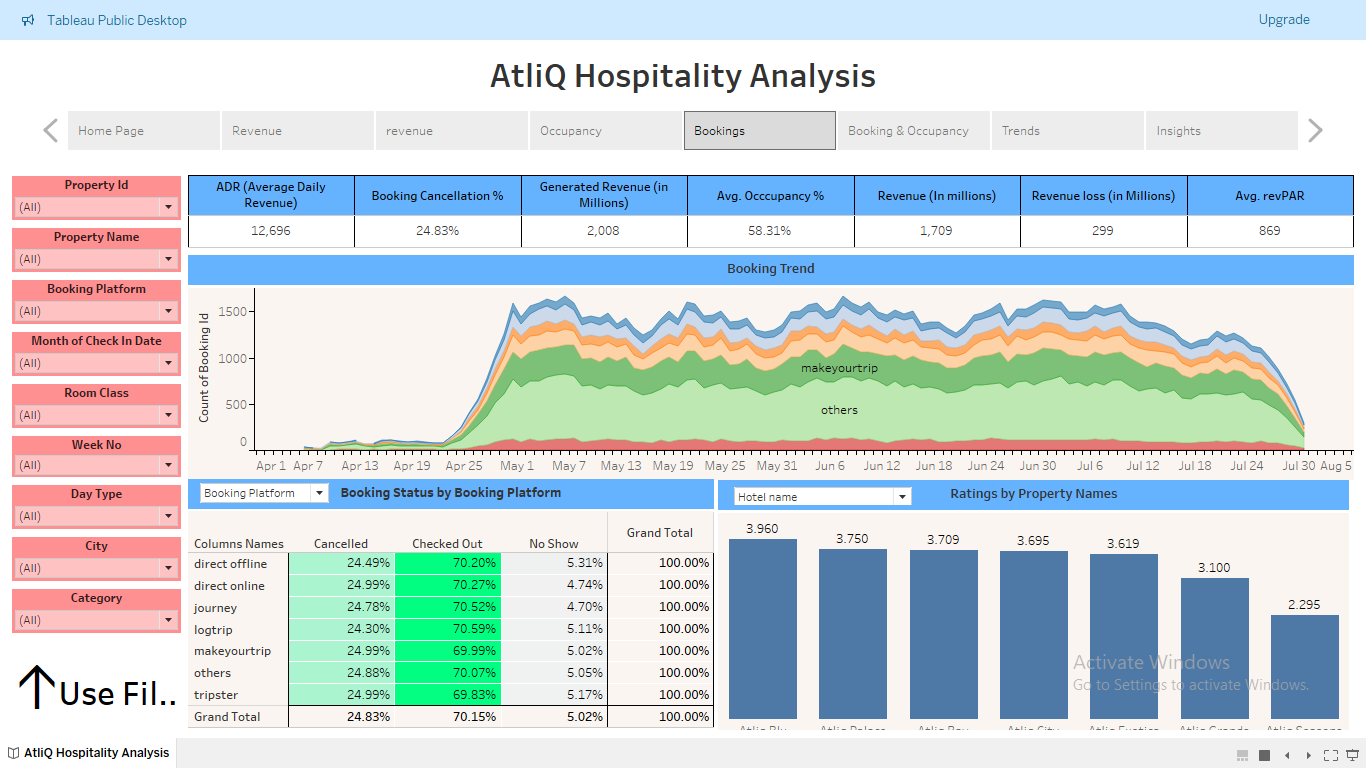 Tableau Public Desktop
Upgrade
AtliQ Hospitality Analysis
Home Page
Revenue
revenue
Occupancy
Bookings
Booking & Occupancy
Trends
Insights
Property Id
(All)
Property Name
(All)
Booking Platform
(All)
Month of Check In Date
(All)
Room Class
(All)
Week No
(All)
Day Type
(All)
City
(All)
Category
(All)
Use Fil..
ADR (Average Daily Revenue) Booking Cancellation % Generated Revenue (in Millions) Avg. Occcupancy % Revenue (In millions) Revenue loss (in Millions) Avg. revPAR
12,696 24.83% 2,008 58.31% 1,709 299 869
Booking Trend
Count of Booking Id
1500
1000
500
0
makeyourtrip
others
Apr 1 Apr 7 Apr 13 Apr 19 Apr 25 May 1 May 7 May 13 May 19 May 25 May 31 Jun 6 Jun 12 Jun 18 Jun 24 Jun 30 Jul 6 Jul 12 Jul 18 Jul 24 Jul 30 Aug 5
Booking Platform
Booking Status by Booking Platform
Columns Names Cancelled Checked Out No Show Grand Total
direct offline 24.49% 70.20% 5.31% 100.00%
direct online 24.99% 70.27% 4.74% 100.00%
journey 24.78% 70.52% 4.70% 100.00%
logtrip 24.30% 70.59% 5.11% 100.00%
makeyourtrip 24.99% 69.99% 5.02% 100.00%
others 24.88% 70.07% 5.05% 100.00%
tripster 24.99% 69.83% 5.17% 100.00%
Grand Total 24.83% 70.15% 5.02% 100.00%
Hotel name
Ratings by Property Names
3.960 3.750 3.709 3.695 3.619 3.100 2.295
Activate Windows
Go to Settings to activate Windows.
AtliQ Hospitality Analysis